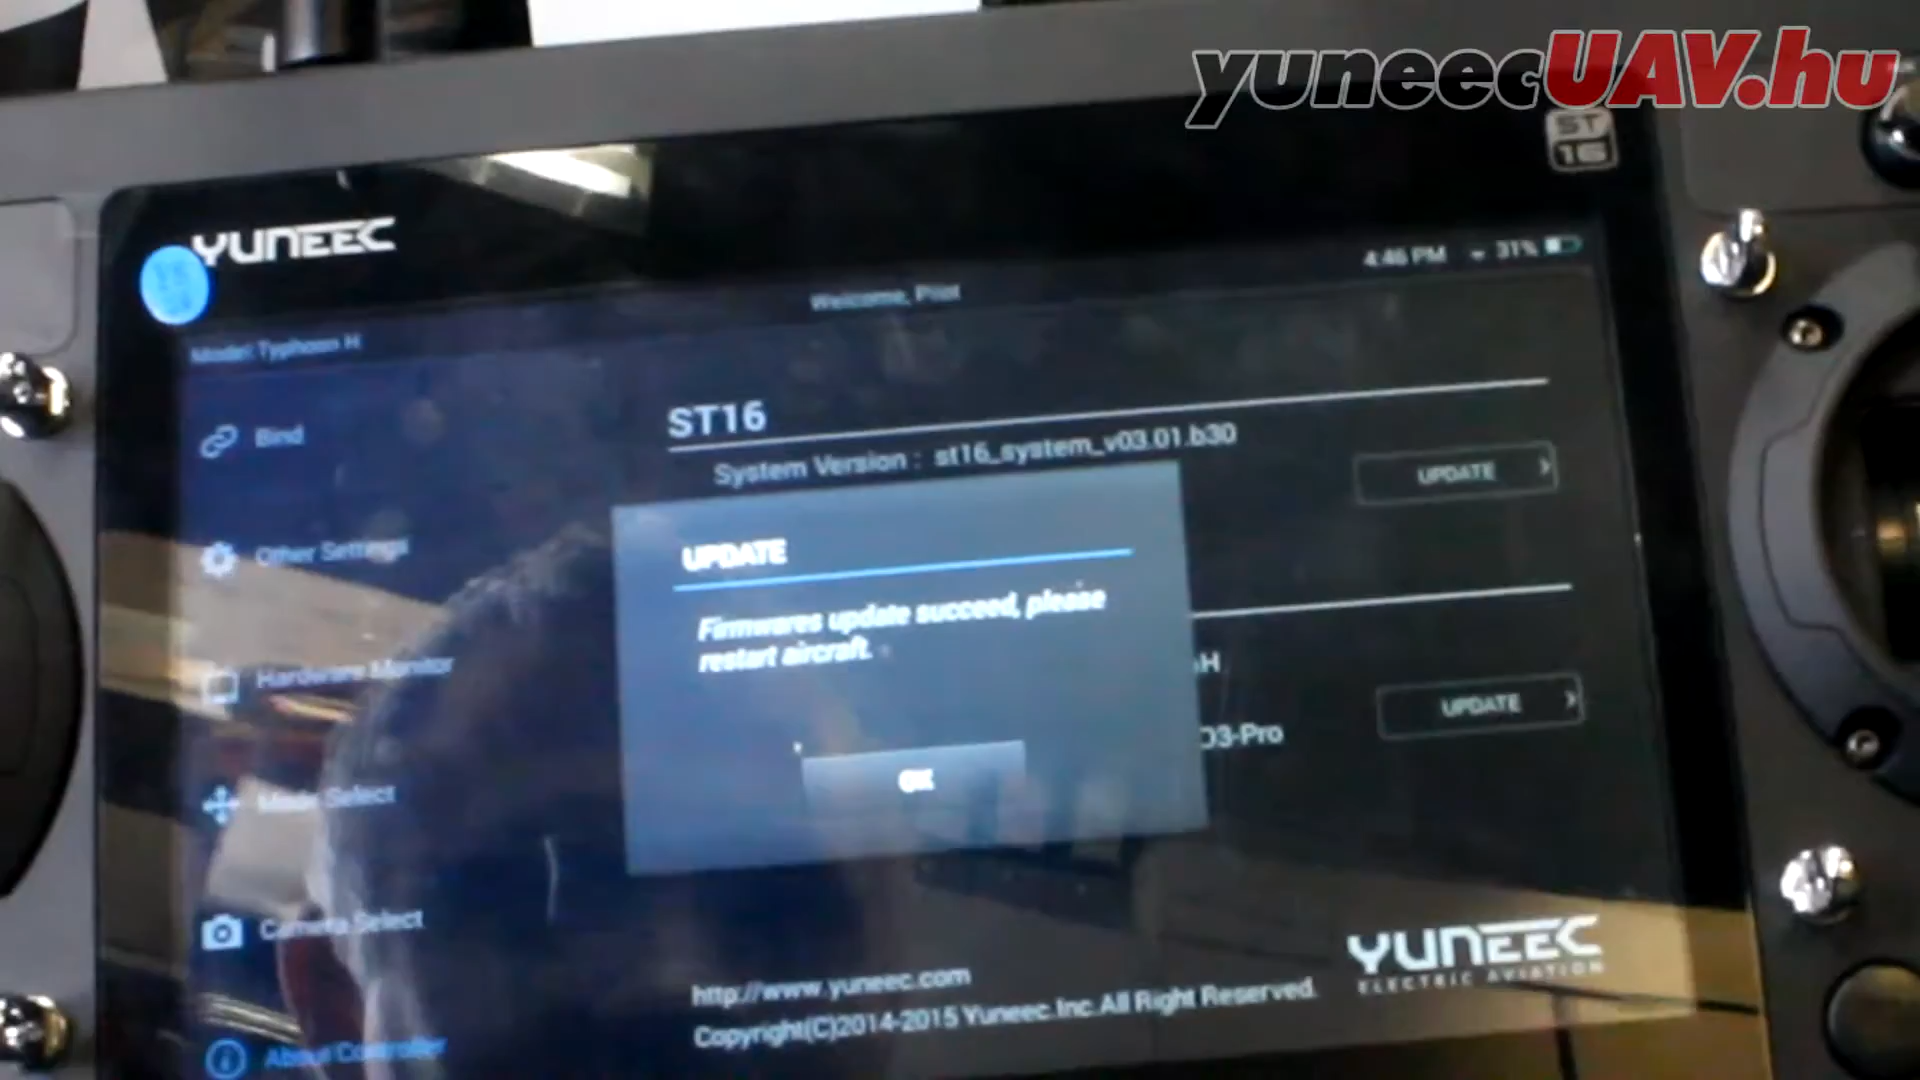 yuneecUAV.hu
ST
16
YUNEEC
4:46 PM 31%
Welcome, Pilot
Model: Typhoon H
Bind
Other Settings
Hardware Monitor
Mode Select
Camera Select
About Controller
ST16
System Version : st16_system_v03.01.b30
UPDATE
UPDATE
Firmwares update succeed, please
restart aircraft.
OK
H
O3-Pro
UPDATE
YUNEEC
ELECTRIC AVIATION
http://www.yuneec.com
Copyright(C)2014-2015 Yuneec.Inc.All Right Reserved.